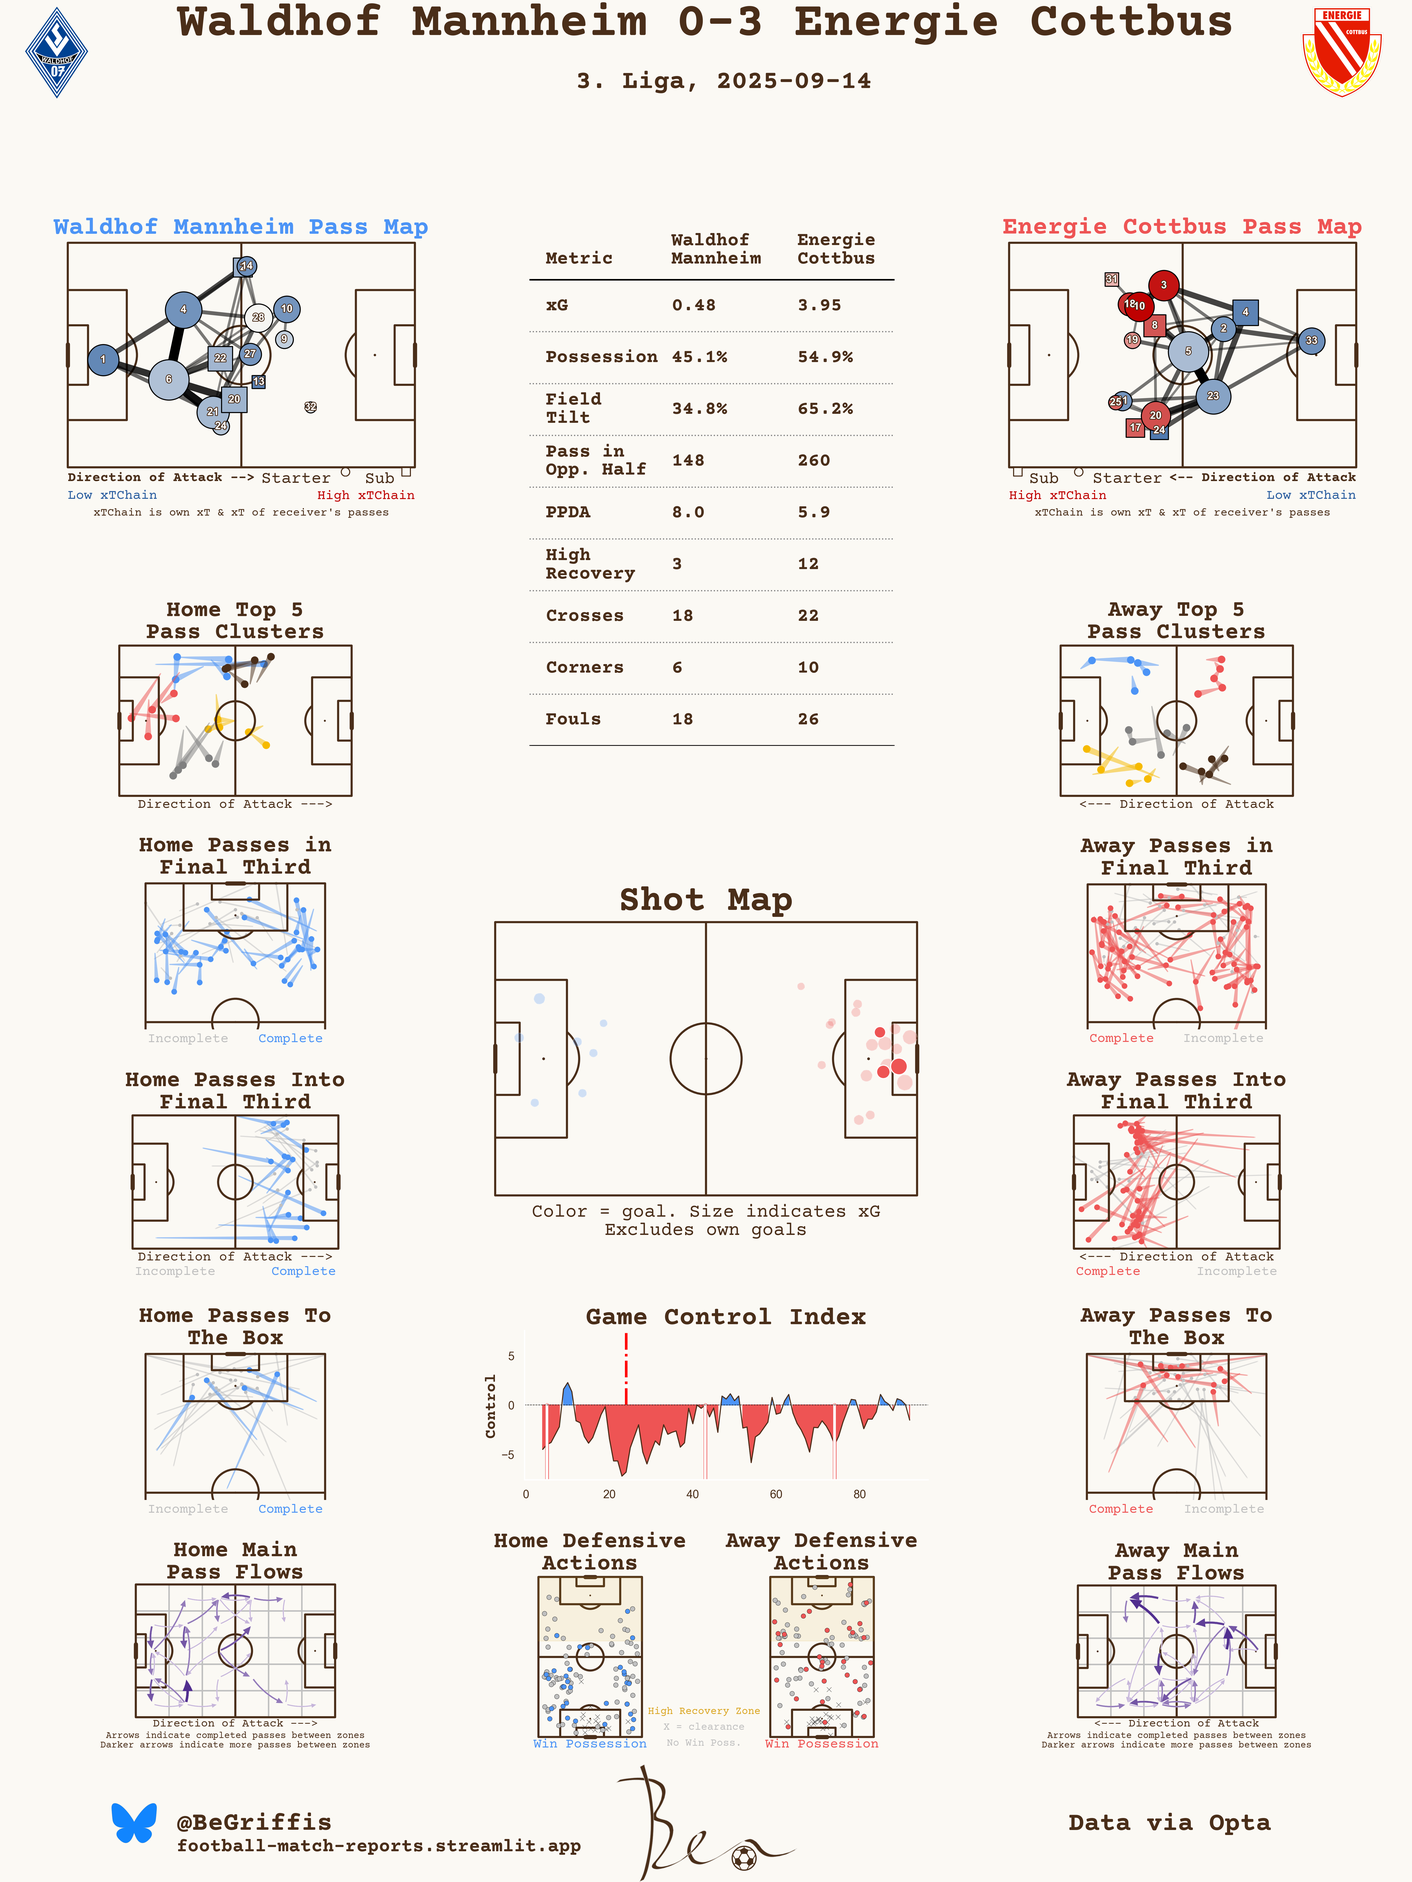 Waldhof Mannheim 0-3 Energie Cottbus
3. Liga, 2025-09-14
WALDHOF
07
ENERGIE
COTTBUS
Waldhof Mannheim Pass Map
14
4
10
28
9
1
22
27
6
13
20
21
24
32
Direction of Attack --> Starter Sub
Low xTChain High xTChain
xTChain is own xT & xT of receiver's passes
Metric Waldhof Mannheim Energie Cottbus
xG 0.48 3.95
Possession 45.1% 54.9%
Field Tilt 34.8% 65.2%
Pass in Opp. Half 148 260
PPDA 8.0 5.9
High Recovery 3 12
Crosses 18 22
Corners 6 10
Fouls 18 26
Energie Cottbus Pass Map
31
3
18
10
4
8
2
19
33
5
23
25
20
17
24
Sub Starter <-- Direction of Attack
High xTChain Low xTChain
xTChain is own xT & xT of receiver's passes
Home Top 5
Pass Clusters
Direction of Attack --->
Away Top 5
Pass Clusters
<--- Direction of Attack
Home Passes in
Final Third
Incomplete Complete
Away Passes in
Final Third
Complete Incomplete
Shot Map
Color = goal. Size indicates xG
Excludes own goals
Home Passes Into
Final Third
Direction of Attack --->
Incomplete Complete
Away Passes Into
Final Third
<--- Direction of Attack
Complete Incomplete
Home Passes To
The Box
Incomplete Complete
Game Control Index
Control
5
0
−5
0 20 40 60 80
Away Passes To
The Box
Complete Incomplete
Home Main
Pass Flows
Direction of Attack --->
Arrows indicate completed passes between zones
Darker arrows indicate more passes between zones
Home Defensive
Actions
Win Possession
High Recovery Zone
X = clearance
No Win Poss.
Away Defensive
Actions
Win Possession
Away Main
Pass Flows
<--- Direction of Attack
Arrows indicate completed passes between zones
Darker arrows indicate more passes between zones
@BeGriffis
football-match-reports.streamlit.app
Ben
Data via Opta